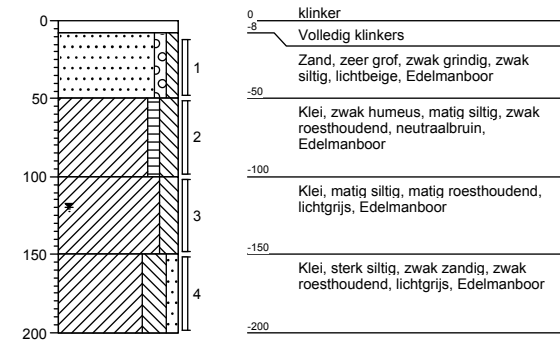 0
50
100
150
200
1
2
3
4
0 klinker
-8 Volledig klinkers
Zand, zeer grof, zwak grindig, zwak
siltig, lichtbeige, Edelmanboor
-50
Klei, zwak humeus, matig siltig, zwak
roesthoudend, neutraalbruin,
Edelmanboor
-100
Klei, matig siltig, matig roesthoudend,
lichtgrijs, Edelmanboor
-150
Klei, sterk siltig, zwak zandig, zwak
roesthoudend, lichtgrijs, Edelmanboor
-200